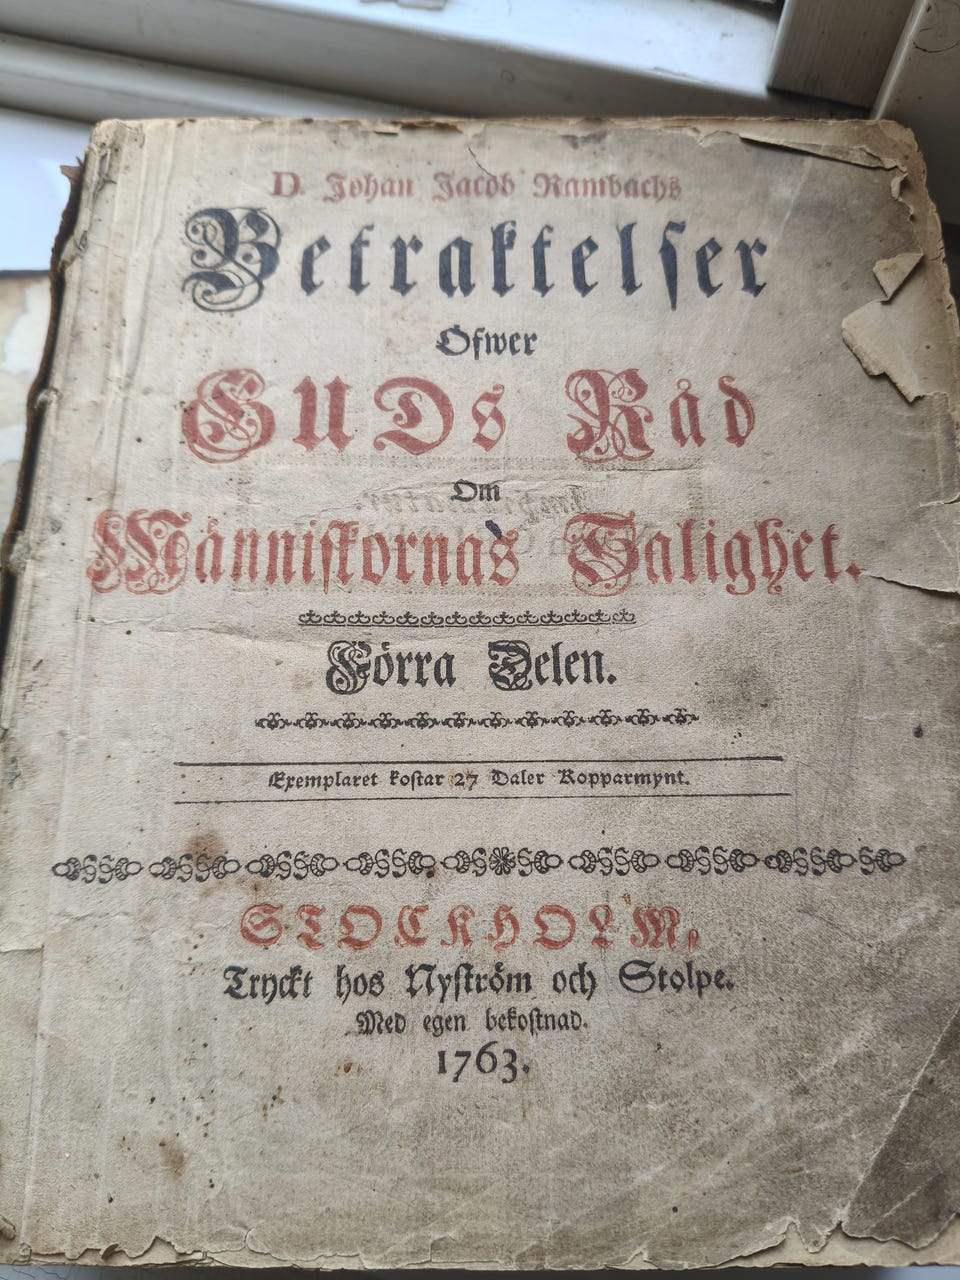 D. Johan Jacob Rambachs
Betraktelser
Öfwer
GUDs Råd
Om
Människornas Salighet.
Förra Delen.
Exemplaret kostar 27 Daler Kopparmynt.
STOCKHOLM,
Tryckt hos Nyström och Stolpe.
Med egen bekostnad.
1763.